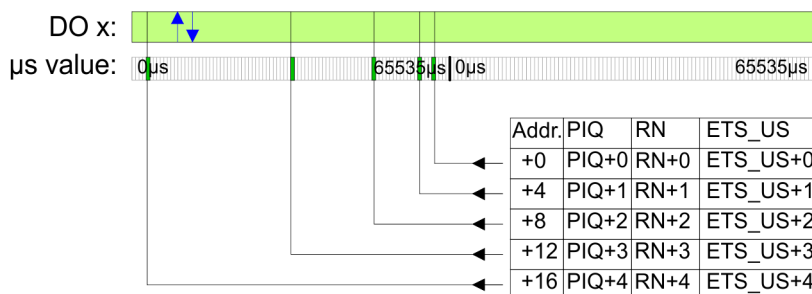 DO x:
µs value: 0µs 65535µs 0µs 65535µs
Addr. PIQ RN ETS_US
+0 PIQ+0 RN+0 ETS_US+0
+4 PIQ+1 RN+1 ETS_US+1
+8 PIQ+2 RN+2 ETS_US+2
+12 PIQ+3 RN+3 ETS_US+3
+16 PIQ+4 RN+4 ETS_US+4